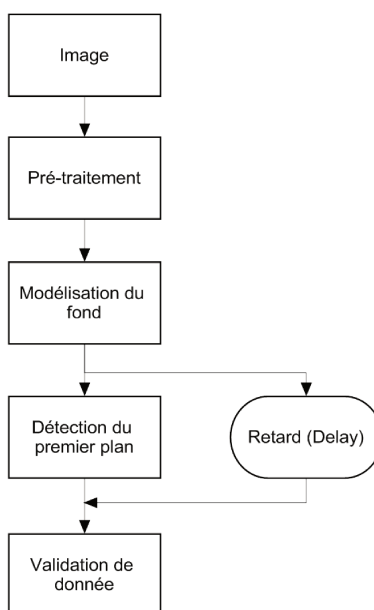 Image
Pré-traitement
Modélisation du
fond
Détection du
premier plan
Retard (Delay)
Validation de
donnée